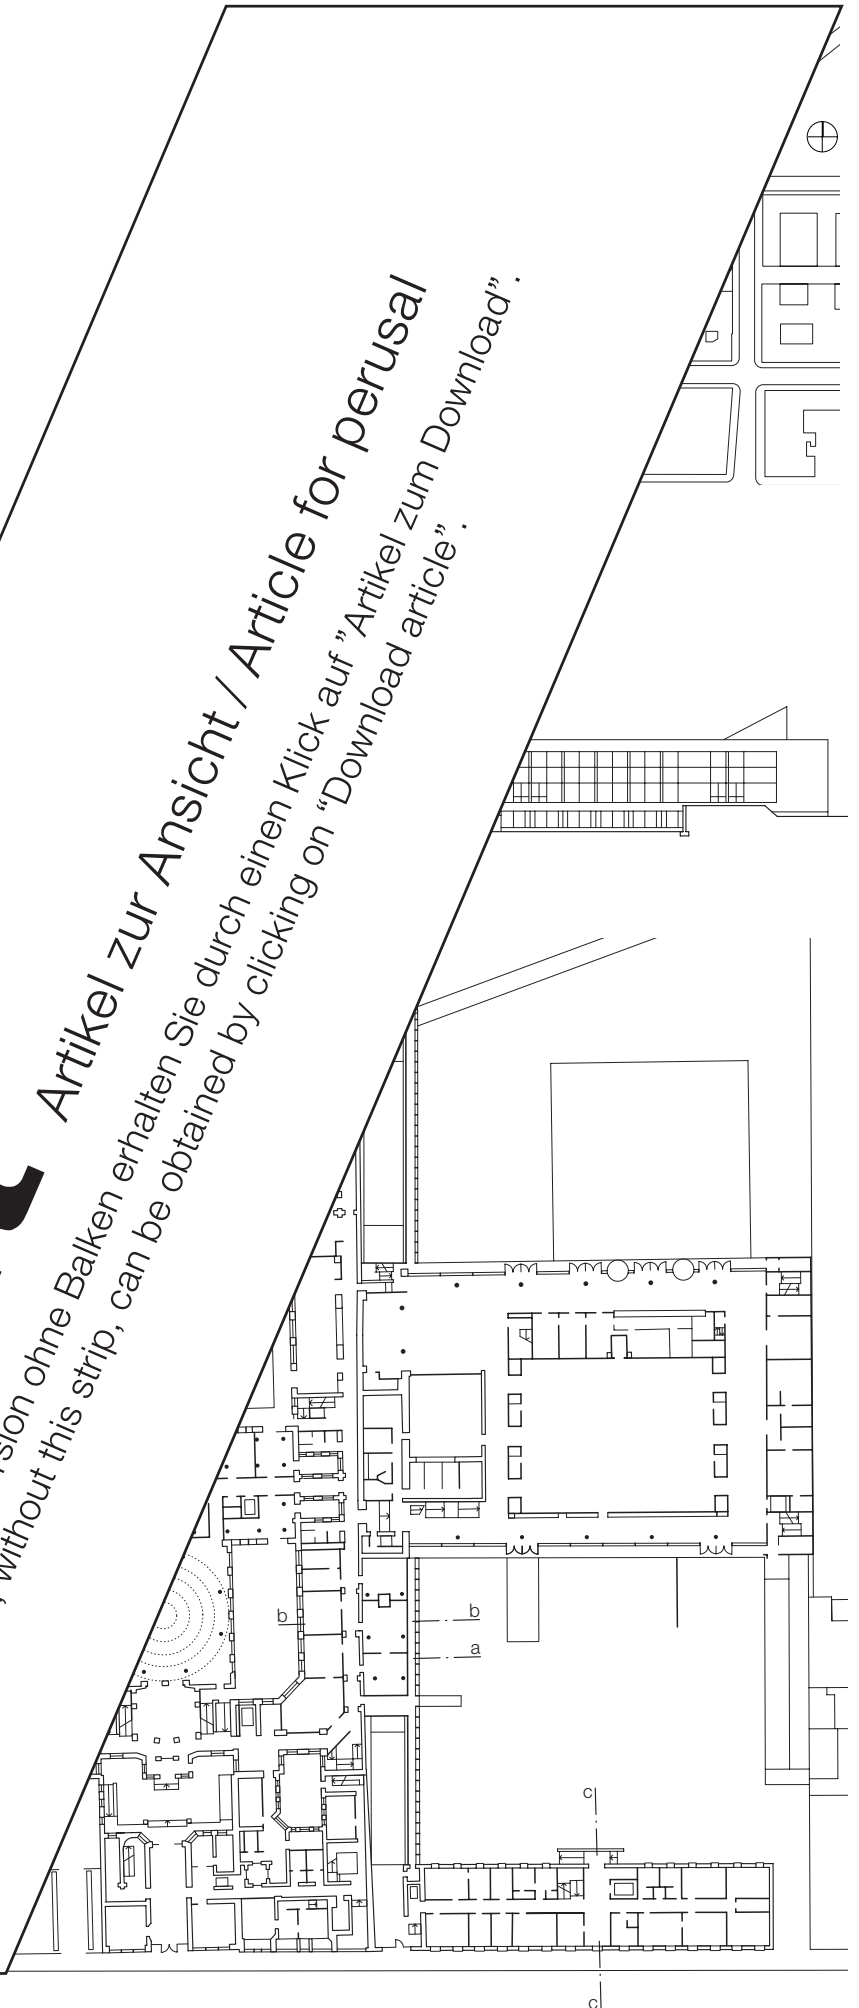 Artikel zur Ansicht / Article for perusal
ohne Balken erhalten Sie durch einen Klick auf ”Artikel zum Download”.
, without this strip, can be obtained by clicking on “Download article”.
b
b
a
c
c